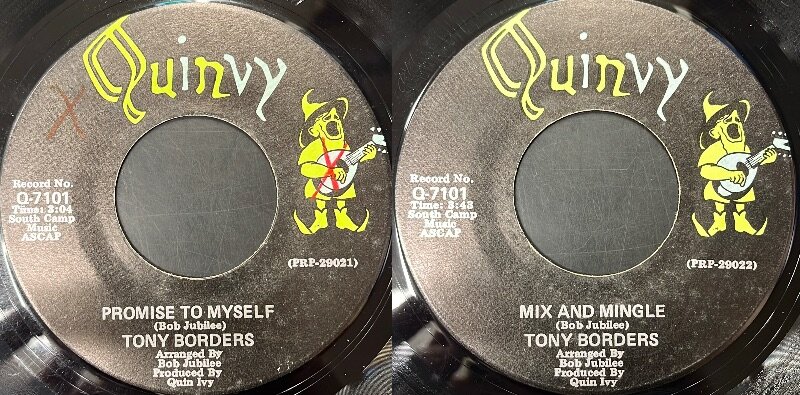 Quinvy
Record No.
Q-7101
Time: 3:04
South Camp
Music
ASCAP
(PRP-29021)
PROMISE TO MYSELF
(Bob Jubilee)
TONY BORDERS
Arranged By
Bob Jubilee
Produced By
Quin Ivy
Quinvy
Record No.
Q-7101
Time: 3:43
South Camp
Music
ASCAP
(PRP-29022)
MIX AND MINGLE
(Bob Jubilee)
TONY BORDERS
Arranged By
Bob Jubilee
Produced By
Quin Ivy